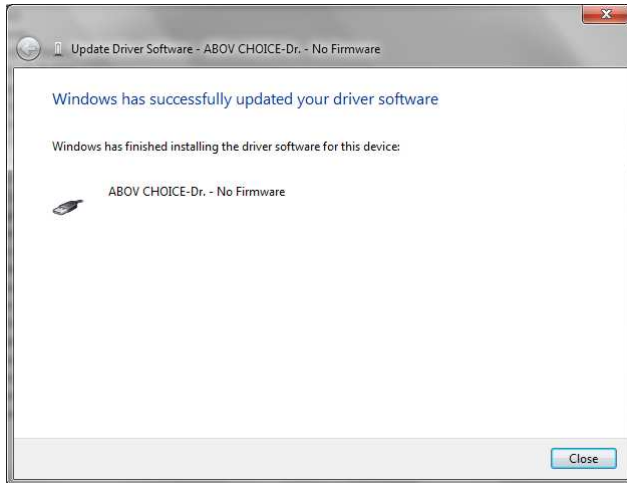 Update Driver Software - ABOV CHOICE-Dr. - No Firmware
Windows has successfully updated your driver software
Windows has finished installing the driver software for this device:
ABOV CHOICE-Dr. - No Firmware
Close